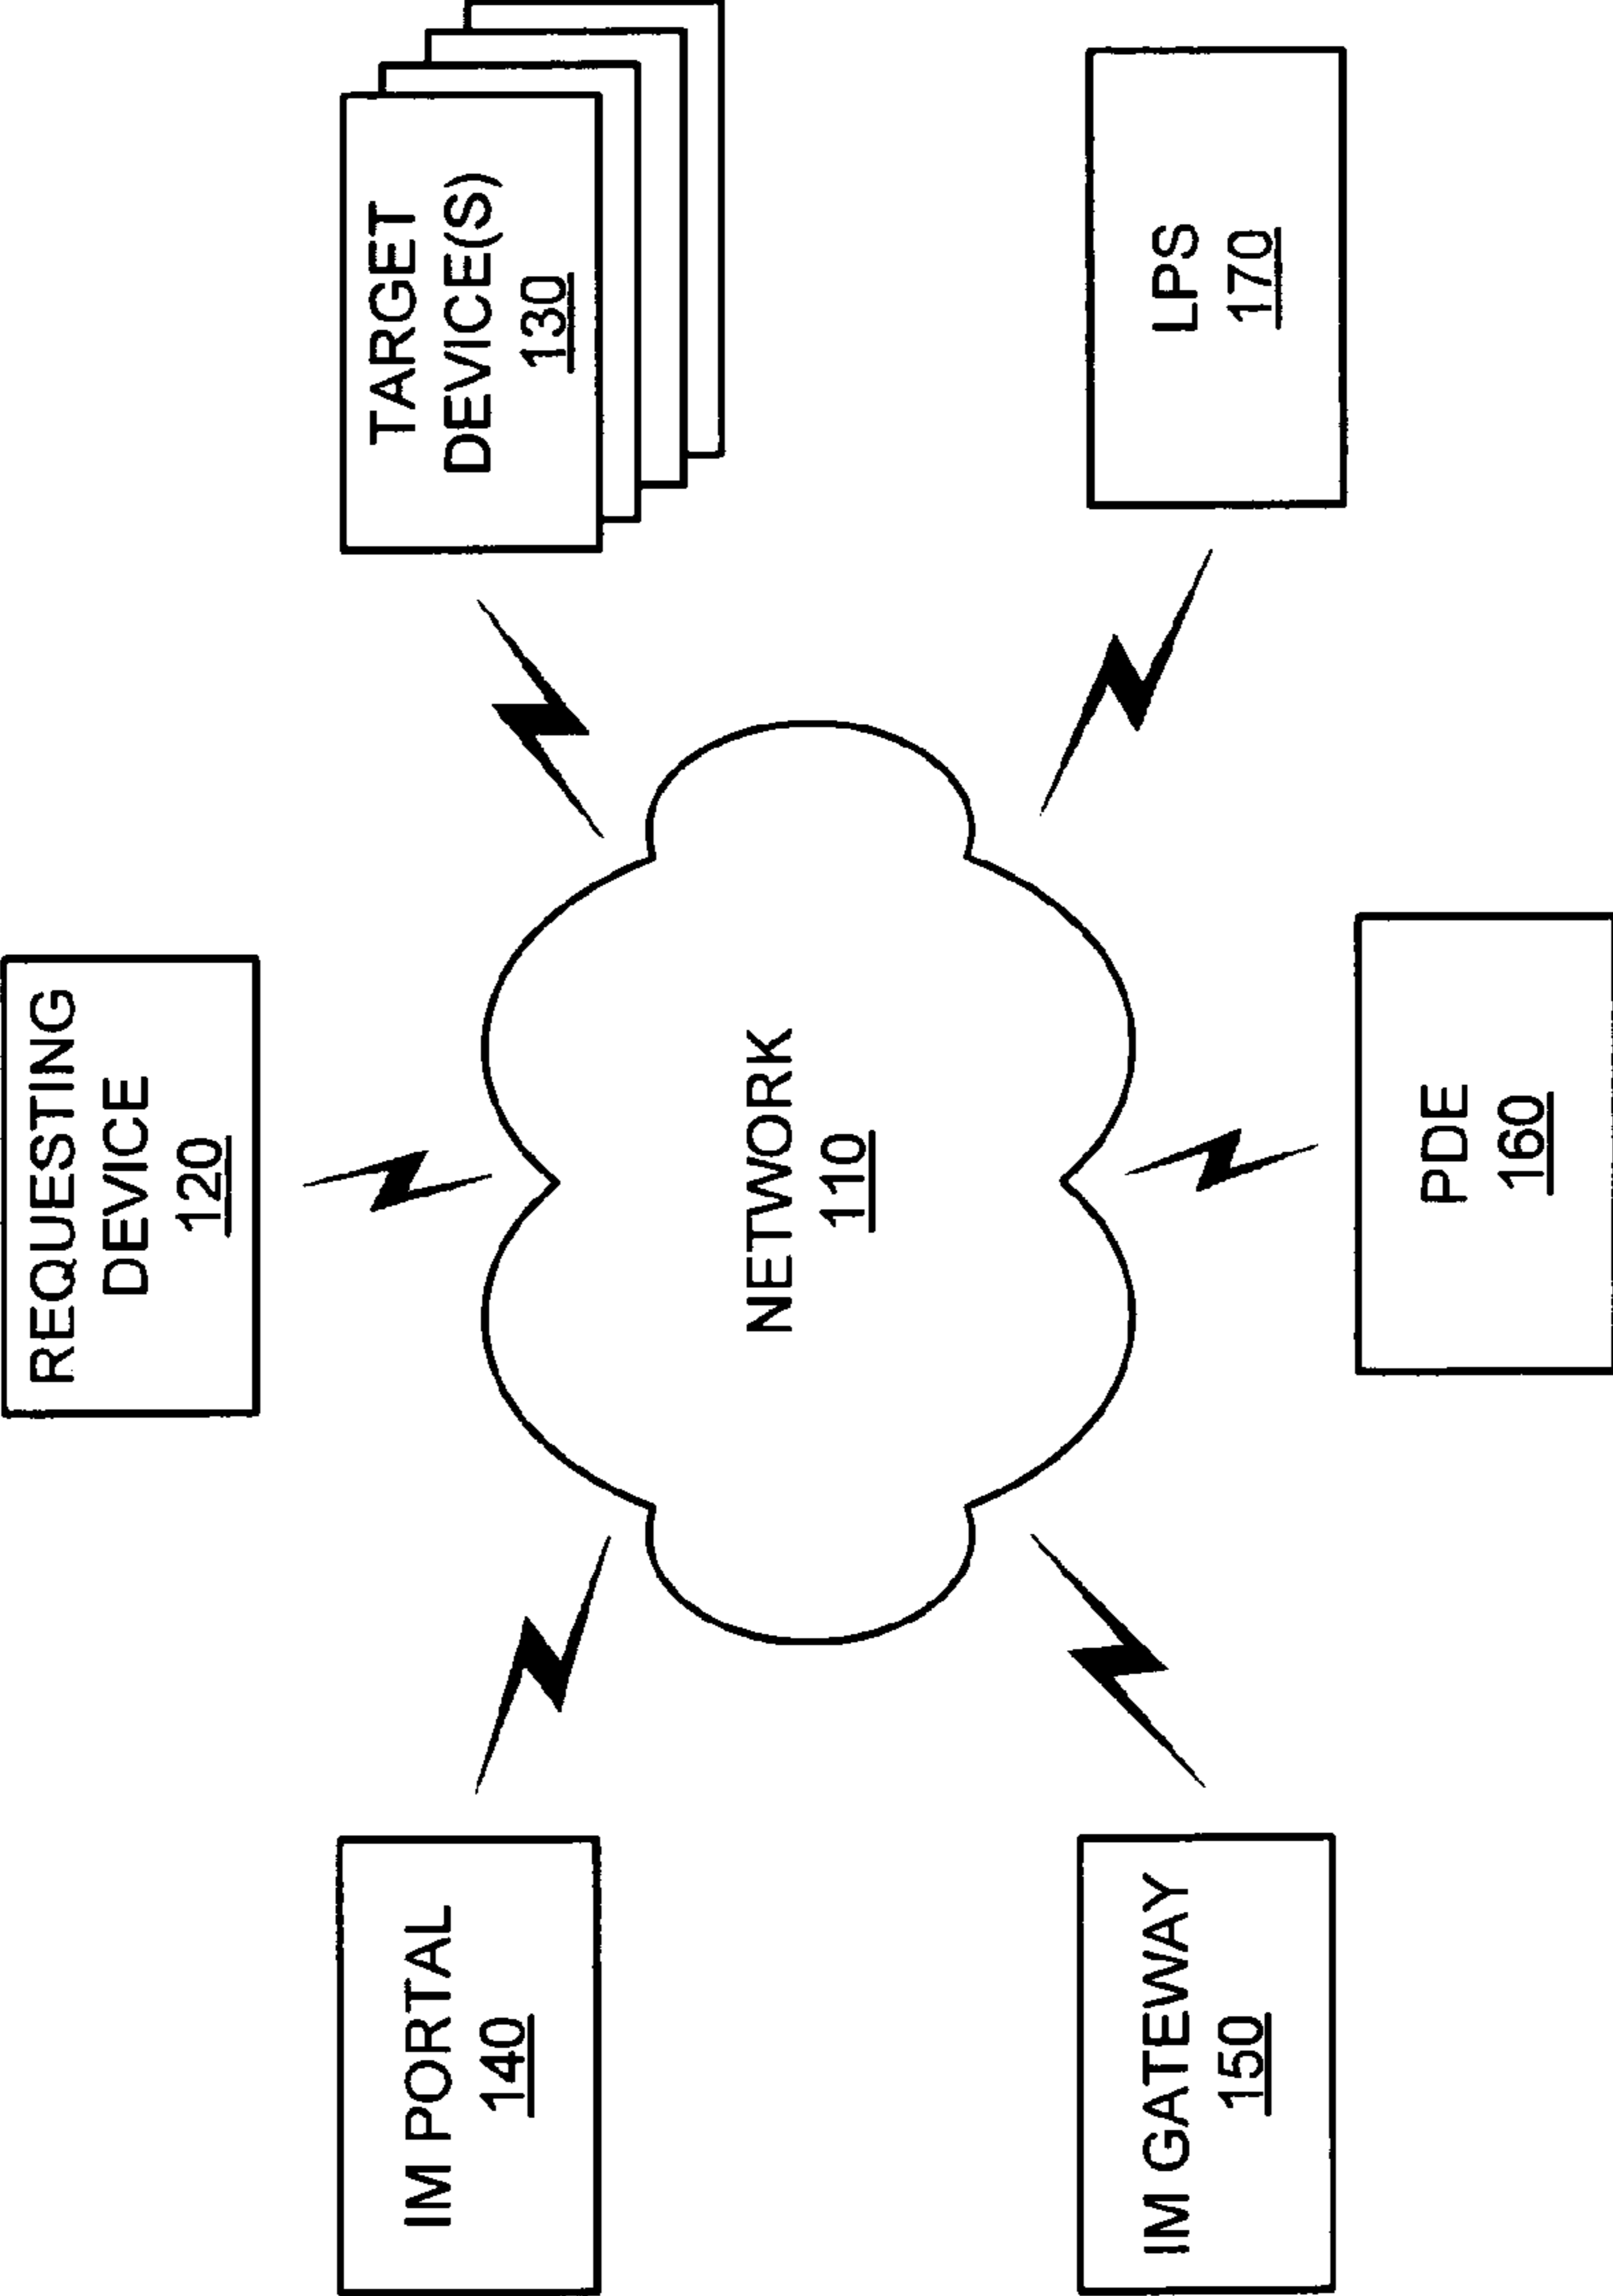 REQUESTING
DEVICE
120
IM PORTAL
140
TARGET
DEVICE(S)
130
NETWORK
110
IM GATEWAY
150
LPS
170
PDE
160